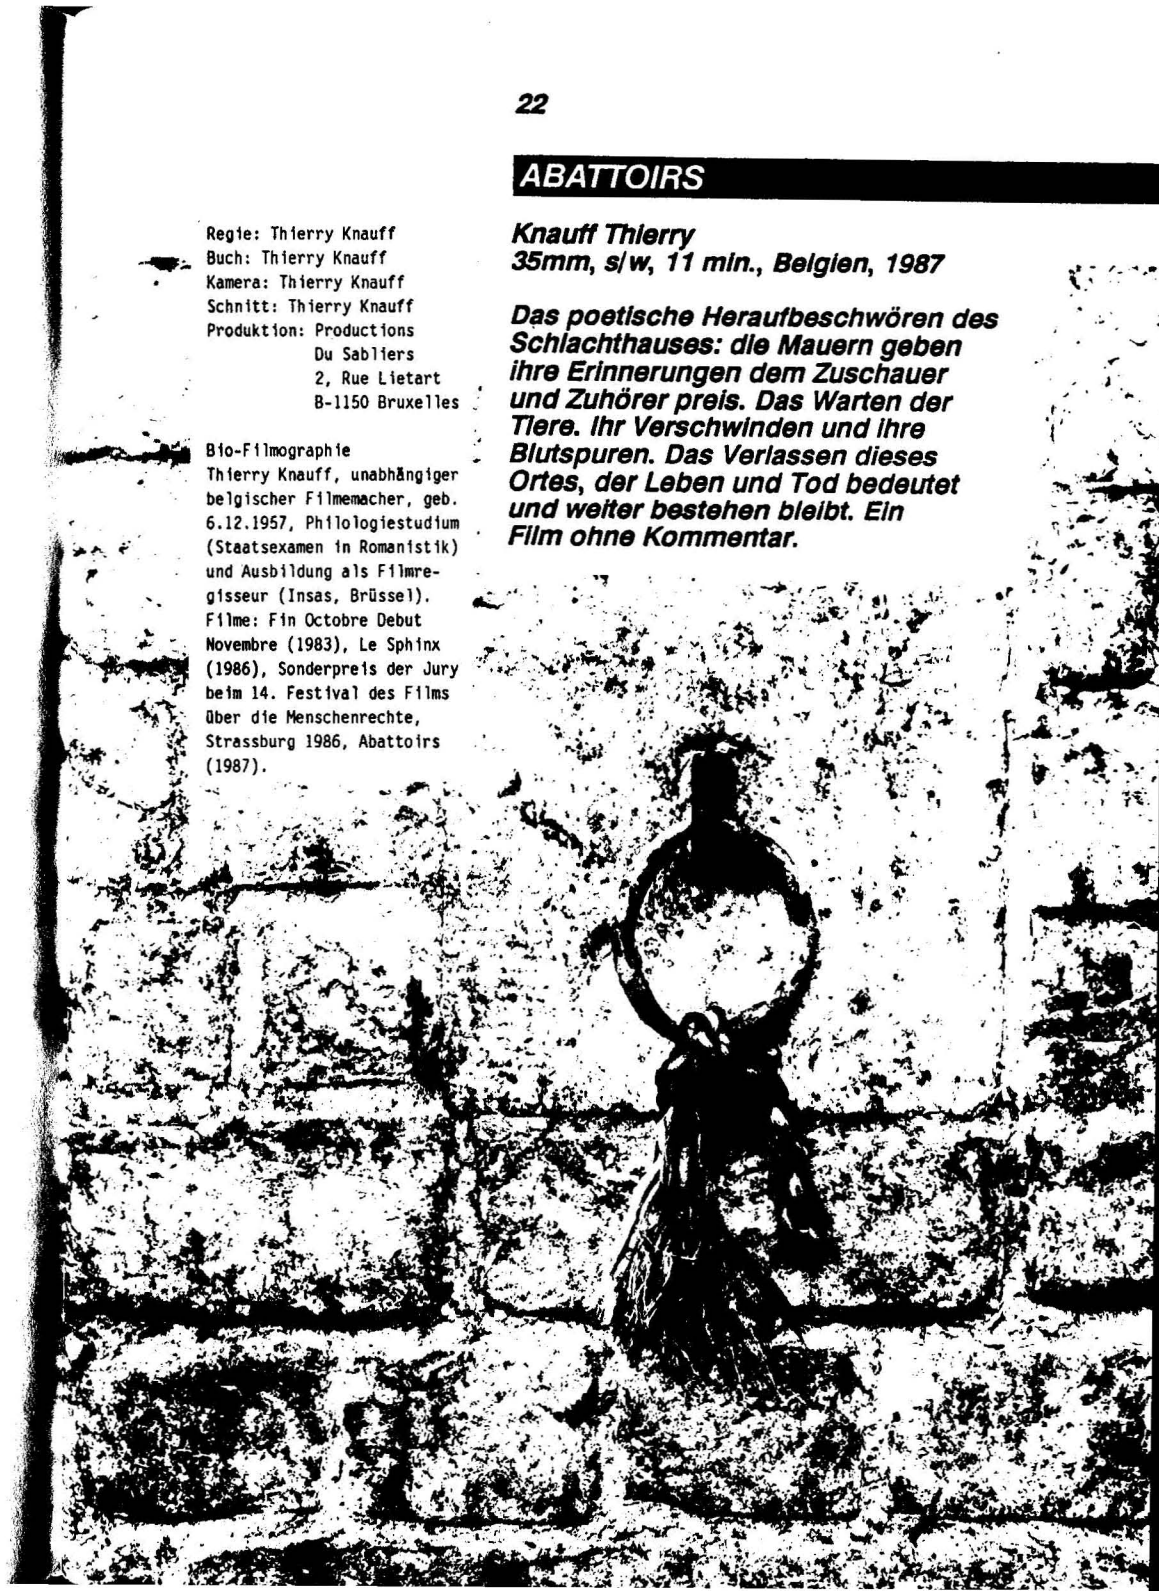 22
ABATTOIRS
Regie: Thierry Knauff
Buch: Thierry Knauff
Kamera: Thierry Knauff
Schnitt: Thierry Knauff
Produktion: Productions
Du Sabliers
2, Rue Lietart
B-1150 Bruxelles
Bio-Filmographie
Thierry Knauff, unabhängiger
belgischer Filmemacher, geb.
6.12.1957, Philologiestudium
(Staatsexamen in Romanistik)
und Ausbildung als Filmre-
gisseur (Insas, Brüssel).
Filme: Fin Octobre Debut
Novembre (1983), Le Sphinx
(1986), Sonderpreis der Jury
beim 14. Festival des Films
über die Menschenrechte,
Strassburg 1986, Abattoirs
(1987).
Knauff Thierry
35mm, s/w, 11 min., Belgien, 1987
Das poetische Heraufbeschwören des
Schlachthauses: die Mauern geben
ihre Erinnerungen dem Zuschauer
und Zuhörer preis. Das Warten der
Tiere. Ihr Verschwinden und ihre
Blutspuren. Das Verlassen dieses
Ortes, der Leben und Tod bedeutet
und weiter bestehen bleibt. Ein
Film ohne Kommentar.